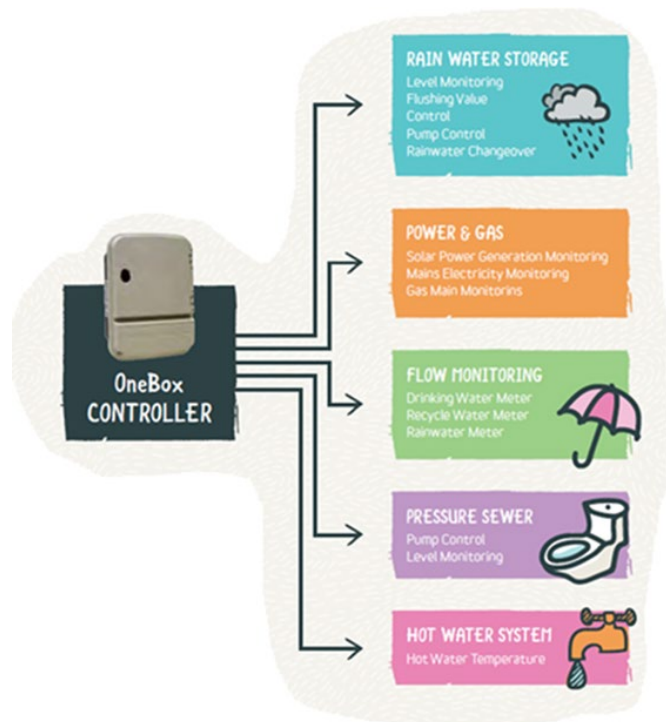 RAIN WATER STORAGE
Level Monitoring
Flushing Value
Control
Pump Control
Rainwater Changeover
POWER & GAS
Solar Power Generation Monitoring
Mains Electricity Monitoring
Gas Main Monitorins
OneBox
CONTROLLER
FLOW MONITORING
Drinking Water Meter
Recycle Water Meter
Rainwater Meter
PRESSURE SEWER
Pump Control
Level Monitoring
HOT WATER SYSTEM
Hot Water Temperature